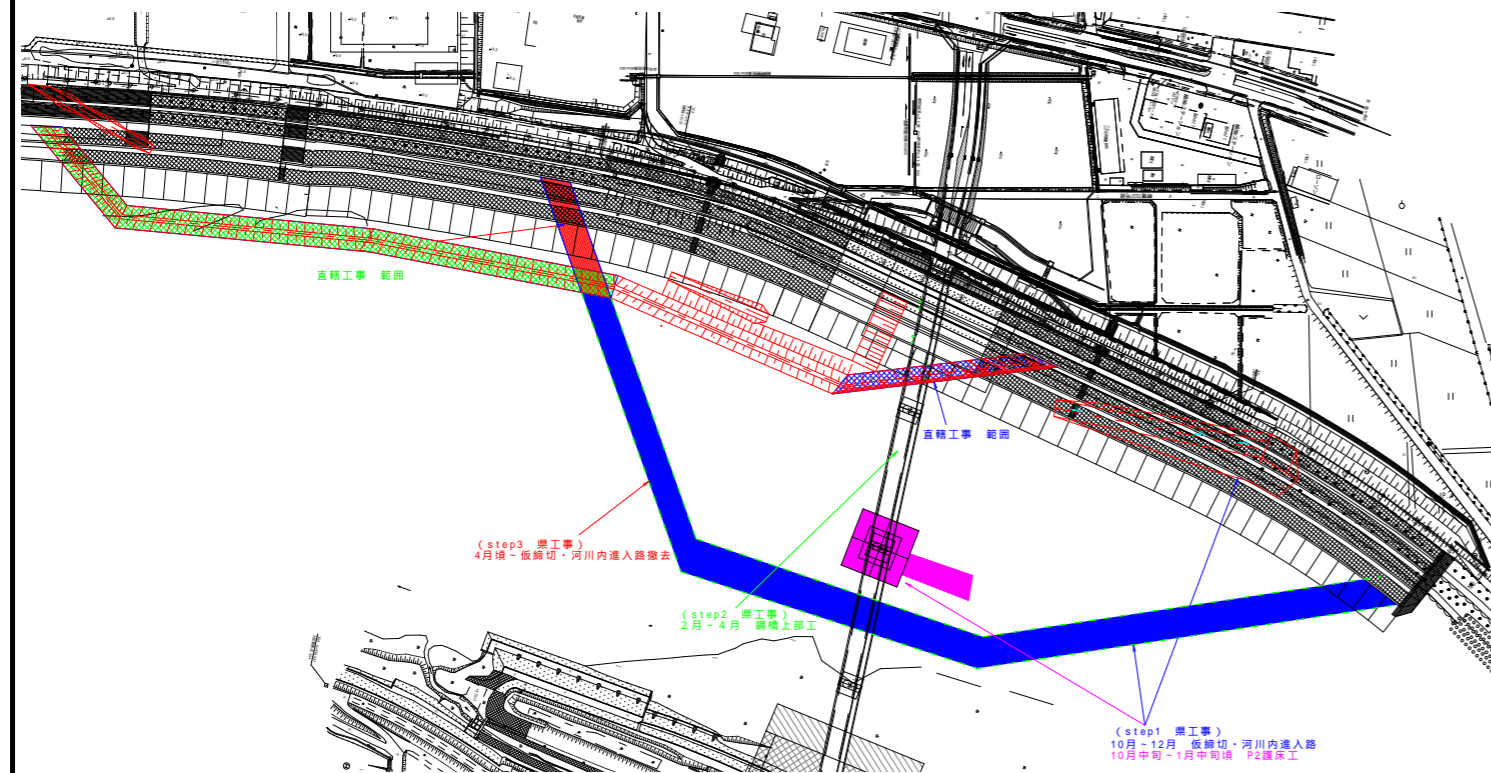 直轄工事　範囲
直轄工事　範囲
(step3　県工事)
4月頃～仮締切・河川内進入路撤去
(step2　県工事)
2月～4月　鋼橋上部工
(step1　県工事)
10月～12月　仮締切・河川内進入路
10月中旬～1月中旬頃　P2護床工